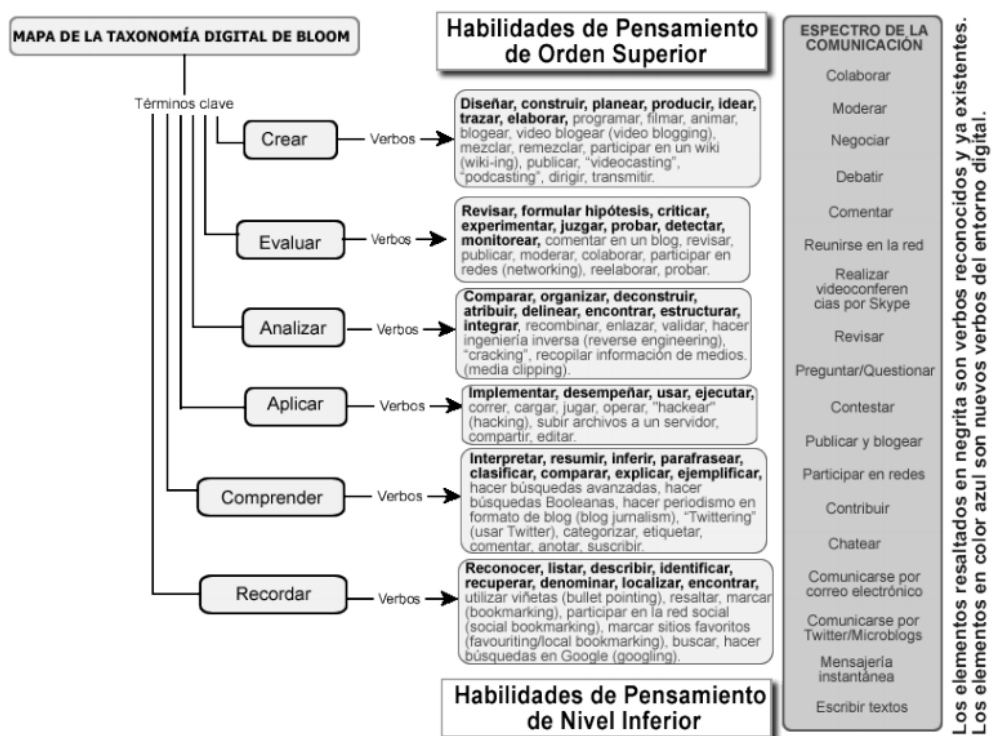 MAPA DE LA TAXONOMÍA DIGITAL DE BLOOM
Habilidades de Pensamiento
de Orden Superior
Términos clave
Crear
Verbos
Diseñar, construir, planear, producir, idear,
trazar, elaborar, programar, filmar, animar,
blogear, video blogear (video blogging),
mezclar, remezclar, participar en un wiki
(wiki-ing), publicar, “videocasting”,
“podcasting”, dirigir, transmitir.
Evaluar
Verbos
Revisar, formular hipótesis, criticar,
experimentar, juzgar, probar, detectar,
monitorear, comentar en un blog, revisar,
publicar, moderar, colaborar, participar en
redes (networking), reelaborar, probar.
Analizar
Verbos
Comparar, organizar, deconstruir,
atribuir, delinear, encontrar, estructurar,
integrar, recombinar, enlazar, validar, hacer
ingeniería inversa (reverse engineering),
“cracking”, recopilar información de medios.
(media clipping).
Aplicar
Verbos
Implementar, desempeñar, usar, ejecutar,
correr, cargar, jugar, operar, "hackear"
(hacking), subir archivos a un servidor,
compartir, editar.
Comprender
Verbos
Interpretar, resumir, inferir, parafrasear,
clasificar, comparar, explicar, ejemplificar,
hacer búsquedas avanzadas, hacer
búsquedas Booleanas, hacer periodismo en
formato de blog (blog jurnalism), “Twittering”
(usar Twitter), categorizar, etiquetar,
comentar, anotar, suscribir.
Recordar
Verbos
Reconocer, listar, describir, identificar,
recuperar, denominar, localizar, encontrar,
utilizar viñetas (bullet pointing), resaltar, marcar
(bookmarking), participar en la red social
(social bookmarking), marcar sitios favoritos
(favouriting/local bookmarking), buscar, hacer
búsquedas en Google (googling).
Habilidades de Pensamiento
de Nivel Inferior
ESPECTRO DE LA
COMUNICACIÓN
Colaborar
Moderar
Negociar
Debatir
Comentar
Reunirse en la red
Realizar
videoconferen
cias por Skype
Revisar
Preguntar/Questionar
Contestar
Publicar y blogear
Participar en redes
Contribuir
Chatear
Comunicarse por
correo electrónico
Comunicarse por
Twitter/Microblogs
Mensajería
instantánea
Escribir textos
Los elementos resaltados en negrita son verbos reconocidos y ya existentes.
Los elementos en color azul son nuevos verbos del entorno digital.